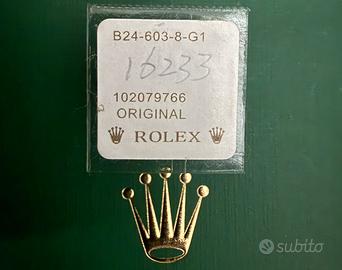 B24-603-8-G1
16233
102079766
ORIGINAL
ROLEX
subito